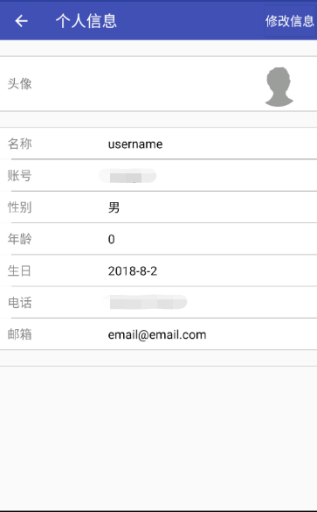 个人信息 修改信息
头像
名称 username
账号
性别 男
年龄 0
生日 2018-8-2
电话
邮箱 email@email.com